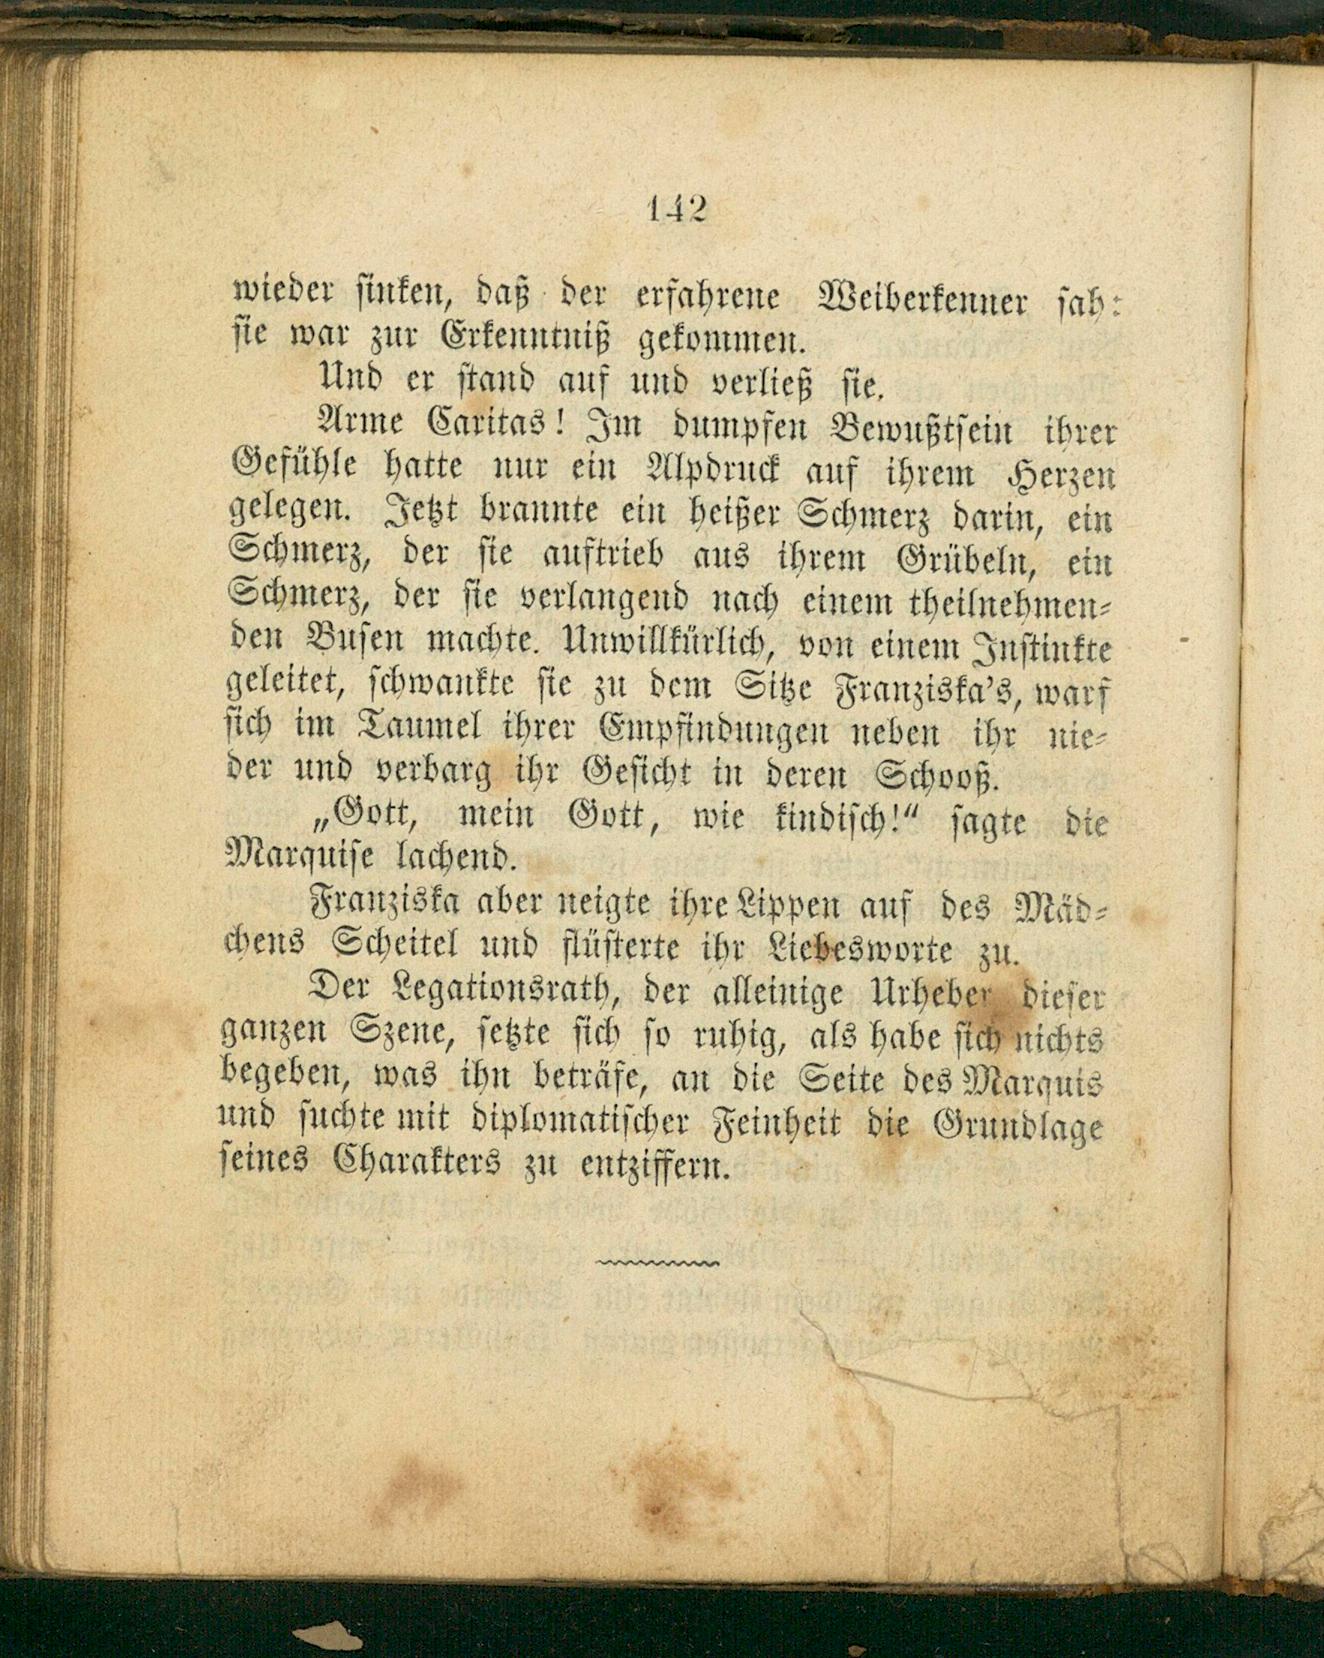 142
wieder sinken, daß der erfahrene Weiberkenner sah:
sie war zur Erkenntniß gekommen.
Und er stand auf und verließ sie.
Arme Caritas! Im dumpfen Bewußtsein ihrer
Gefühle hatte nur ein Alpdruck auf ihrem Herzen
gelegen. Jetzt brannte ein heißer Schmerz darin, ein
Schmerz, der sie auftrieb aus ihrem Grübeln, ein
Schmerz, der sie verlangend nach einem theilnehmen-
den Busen machte. Unwillkürlich, von einem Instinkte
geleitet, schwankte sie zu dem Sitze Franziska's, warf
sich im Taumel ihrer Empfindungen neben ihr nie-
der und verbarg ihr Gesicht in deren Schooß.
„Gott, mein Gott, wie kindisch!“ sagte die
Marquise lachend.
Franziska aber neigte ihre Lippen auf des Mäd-
chens Scheitel und flüsterte ihr Liebesworte zu.
Der Legationsrath, der alleinige Urheber dieser
ganzen Szene, setzte sich so ruhig, als habe sich nichts
begeben, was ihn beträfe, an die Seite des Marquis
und suchte mit diplomatischer Feinheit die Grundlage
seines Charakters zu entziffern.